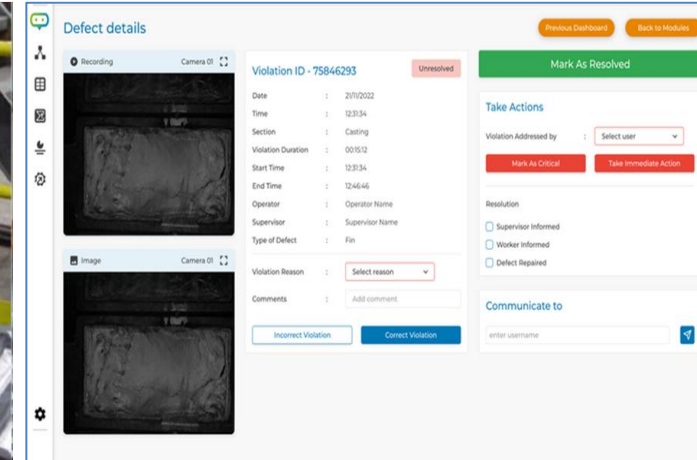 Defect details
Previous Dashboard
Back to Modules
Recording
Camera 01
Violation ID - 75846293
Unresolved
Date : 21/11/2022
Time : 12:31:34
Section : Casting
Violation Duration : 00:15:12
Start Time : 12:31:34
End Time : 12:46:46
Operator : Operator Name
Supervisor : Supervisor Name
Type of Defect : Fin
Violation Reason : Select reason
Comments : Add comment
Incorrect Violation
Correct Violation
Image
Camera 01
Mark As Resolved
Take Actions
Violation Addressed by : Select user
Mark As Critical
Take Immediate Action
Resolution
Supervisor Informed
Worker Informed
Defect Repaired
Communicate to
enter username